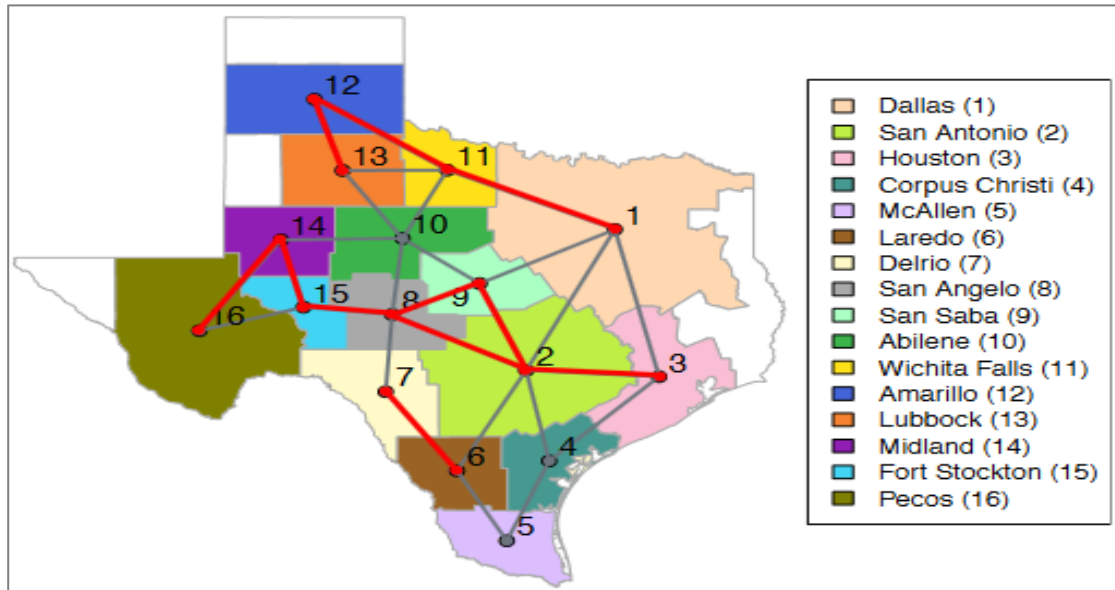 12
13
11
14
10
1
15
8
9
16
2
3
7
6
4
5
Dallas (1)
San Antonio (2)
Houston (3)
Corpus Christi (4)
McAllen (5)
Laredo (6)
Delrio (7)
San Angelo (8)
San Saba (9)
Abilene (10)
Wichita Falls (11)
Amarillo (12)
Lubbock (13)
Midland (14)
Fort Stockton (15)
Pecos (16)